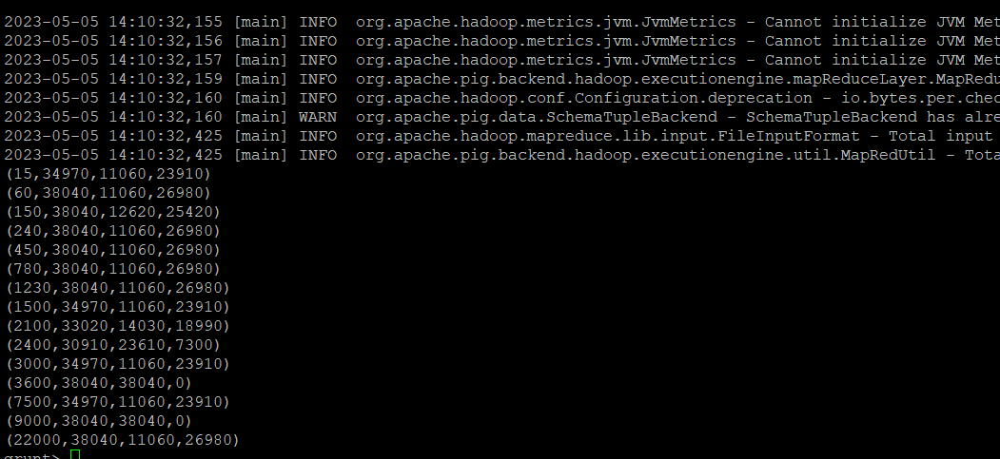 2023-05-05 14:10:32,155 [main] INFO  org.apache.hadoop.metrics.jvm.JvmMetrics - Cannot initialize JVM Met
2023-05-05 14:10:32,156 [main] INFO  org.apache.hadoop.metrics.jvm.JvmMetrics - Cannot initialize JVM Met
2023-05-05 14:10:32,157 [main] INFO  org.apache.hadoop.metrics.jvm.JvmMetrics - Cannot initialize JVM Met
2023-05-05 14:10:32,159 [main] INFO  org.apache.pig.backend.hadoop.executionengine.mapReduceLayer.MapRedu
2023-05-05 14:10:32,160 [main] INFO  org.apache.hadoop.conf.Configuration.deprecation - io.bytes.per.chec
2023-05-05 14:10:32,160 [main] WARN  org.apache.pig.data.SchemaTupleBackend - SchemaTupleBackend has alre
2023-05-05 14:10:32,425 [main] INFO  org.apache.hadoop.mapreduce.lib.input.FileInputFormat - Total input
2023-05-05 14:10:32,425 [main] INFO  org.apache.pig.backend.hadoop.executionengine.util.MapRedUtil - Tota
(15,34970,11060,23910)
(60,38040,11060,26980)
(150,38040,12620,25420)
(240,38040,11060,26980)
(450,38040,11060,26980)
(780,38040,11060,26980)
(1230,38040,11060,26980)
(1500,34970,11060,23910)
(2100,33020,14030,18990)
(2400,30910,23610,7300)
(3000,34970,11060,23910)
(3600,38040,38040,0)
(7500,34970,11060,23910)
(9000,38040,38040,0)
(22000,38040,11060,26980)
grunt>